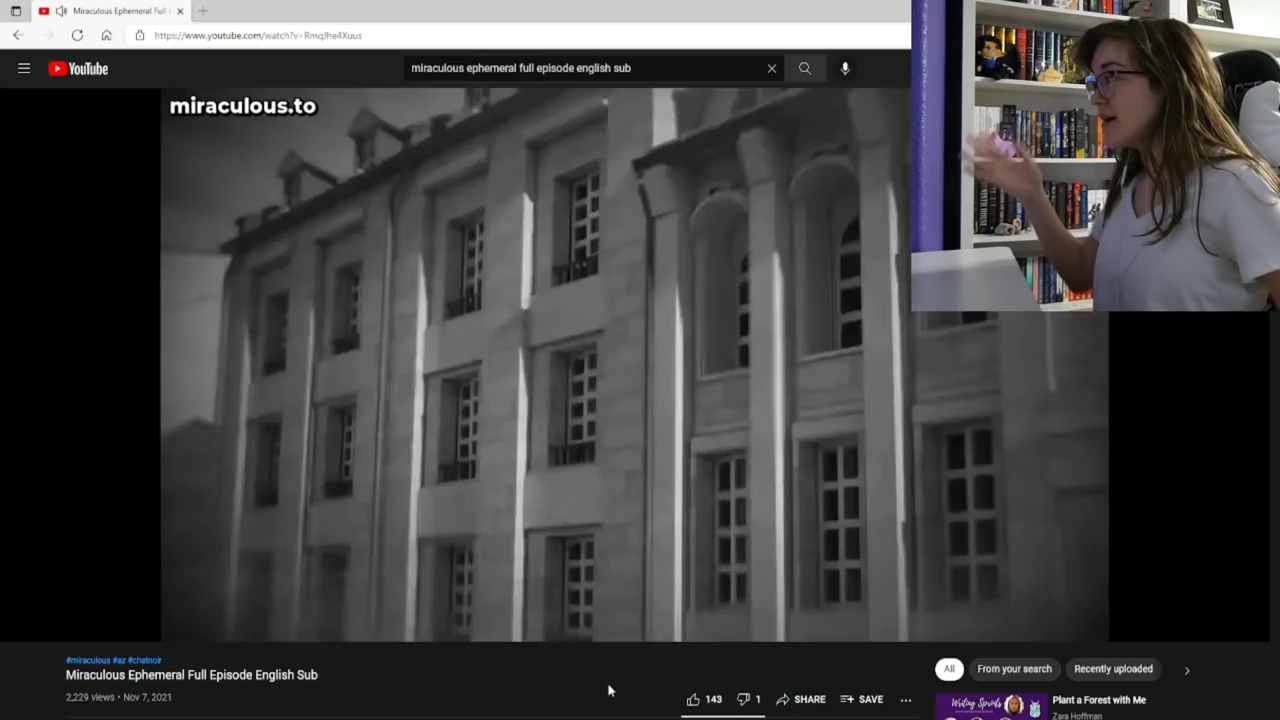 Miraculous Ephemeral Full
https://www.youtube.com/watch?v=RmqJhe4Xuus
YouTube
miraculous ephemeral full episode english sub
miraculous.to
#miraculous #az #chatnoir
Miraculous Ephemeral Full Episode English Sub
2,229 views • Nov 7, 2021
143
1
SHARE
SAVE
All
From your search
Recently uploaded
Writing Sprints
Plant a Forest with Me
Zara Hoffman